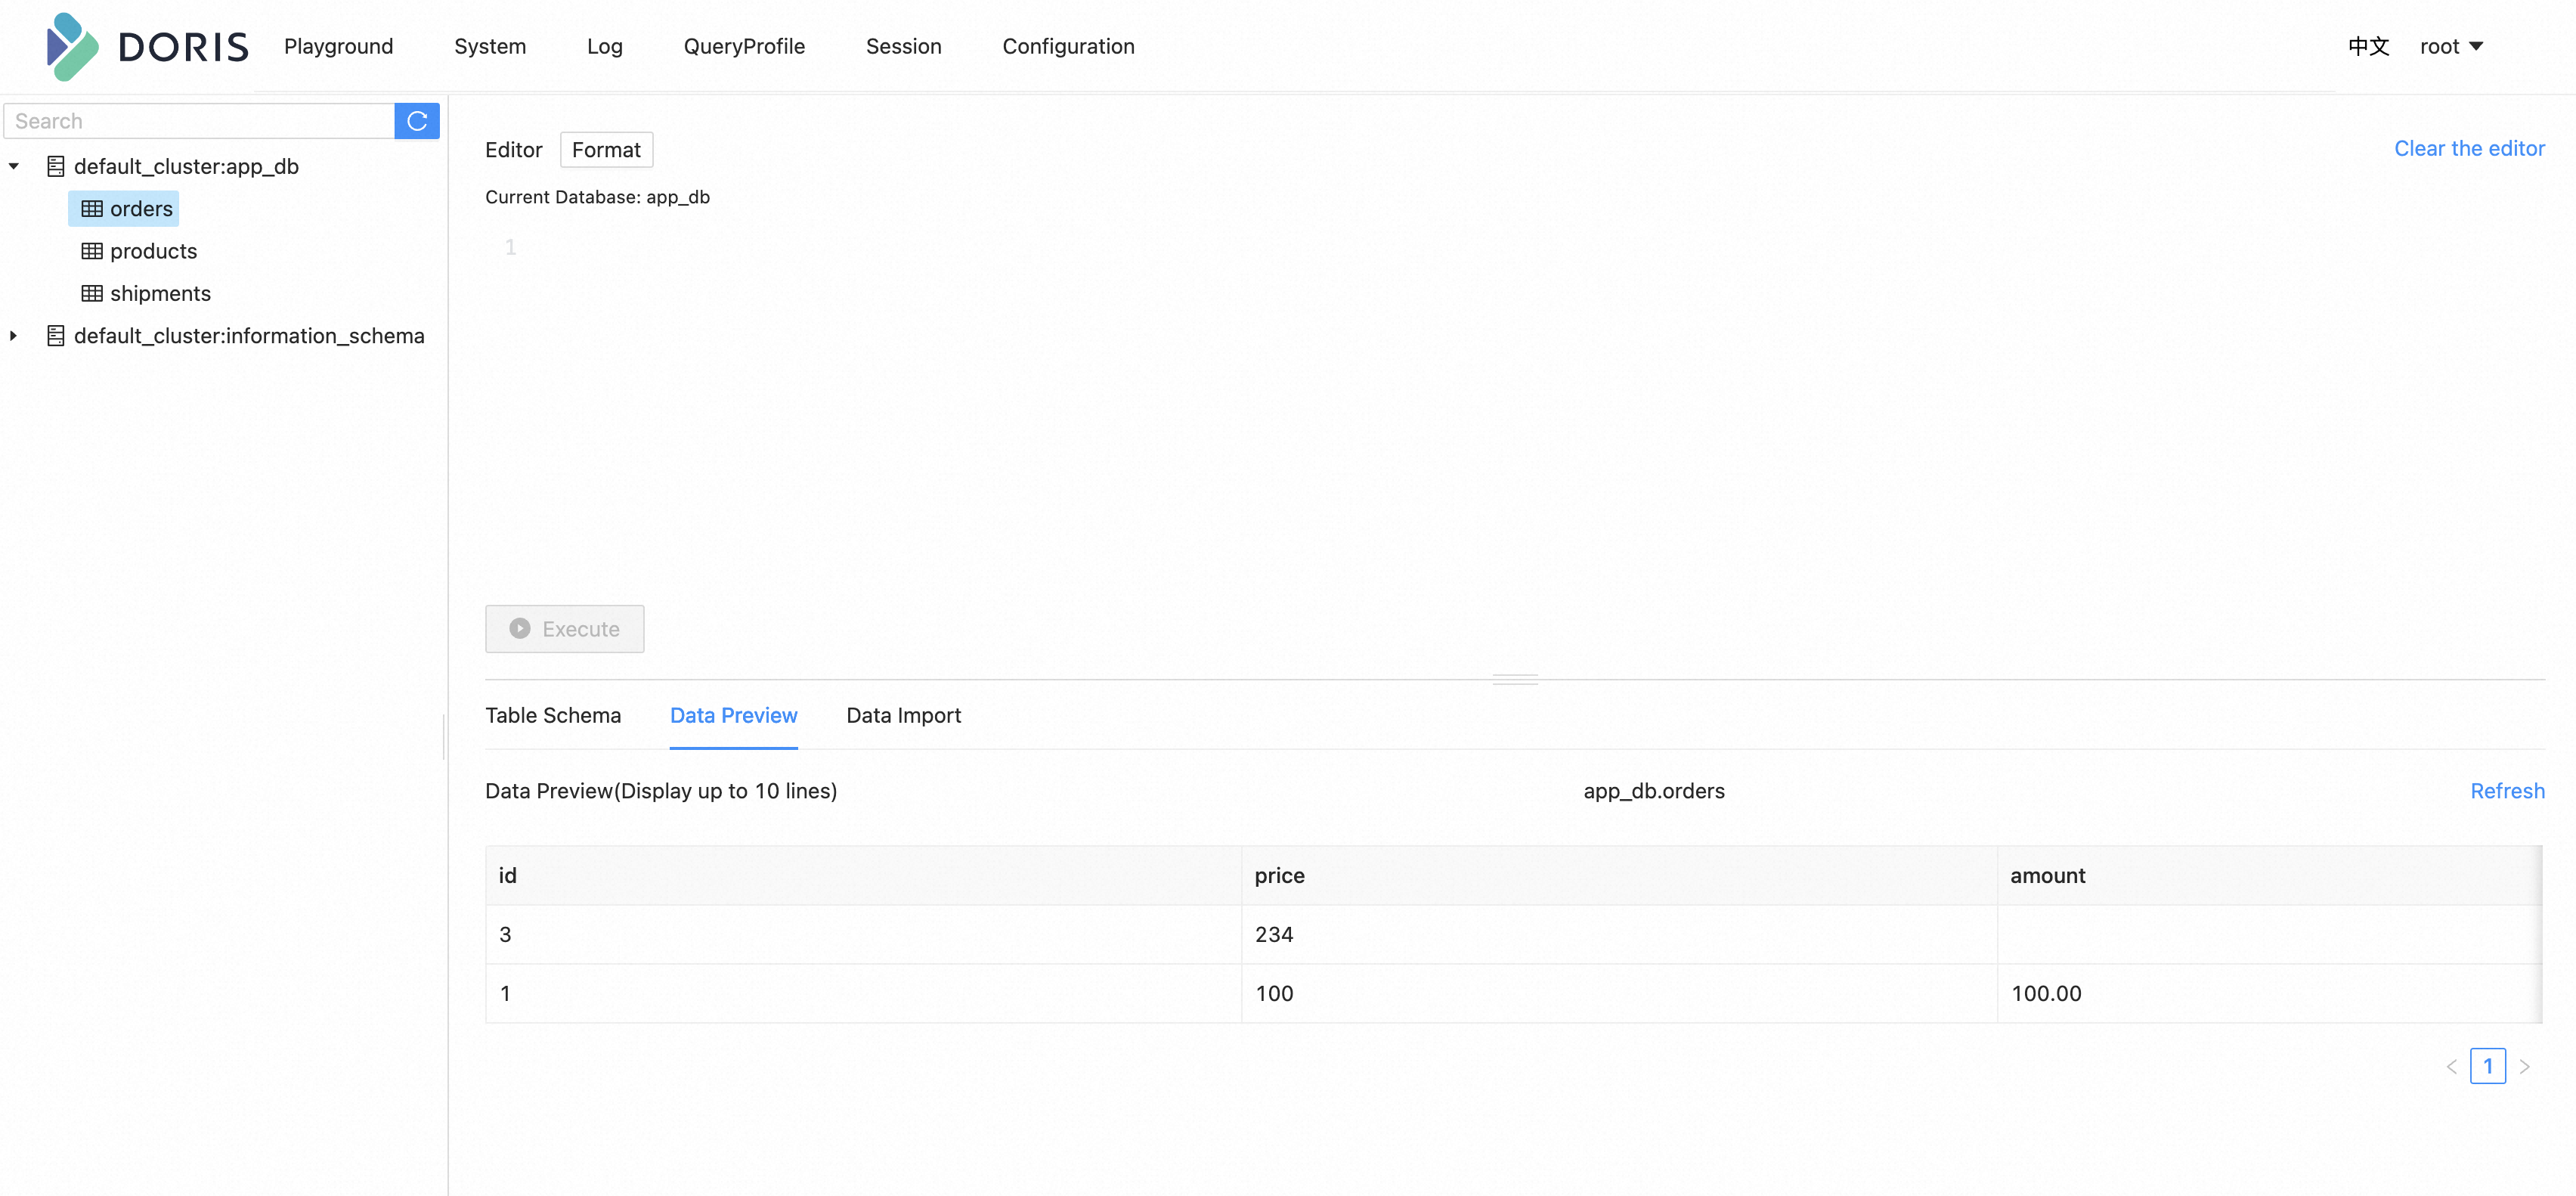 DORIS Playground System Log QueryProfile Session Configuration 中文 root
Search
default_cluster:app_db
orders
products
shipments
default_cluster:information_schema
Editor Format Clear the editor
Current Database: app_db
1
Execute
Table Schema Data Preview Data Import
Data Preview(Display up to 10 lines) app_db.orders Refresh
id price amount
3 234
1 100 100.00
1